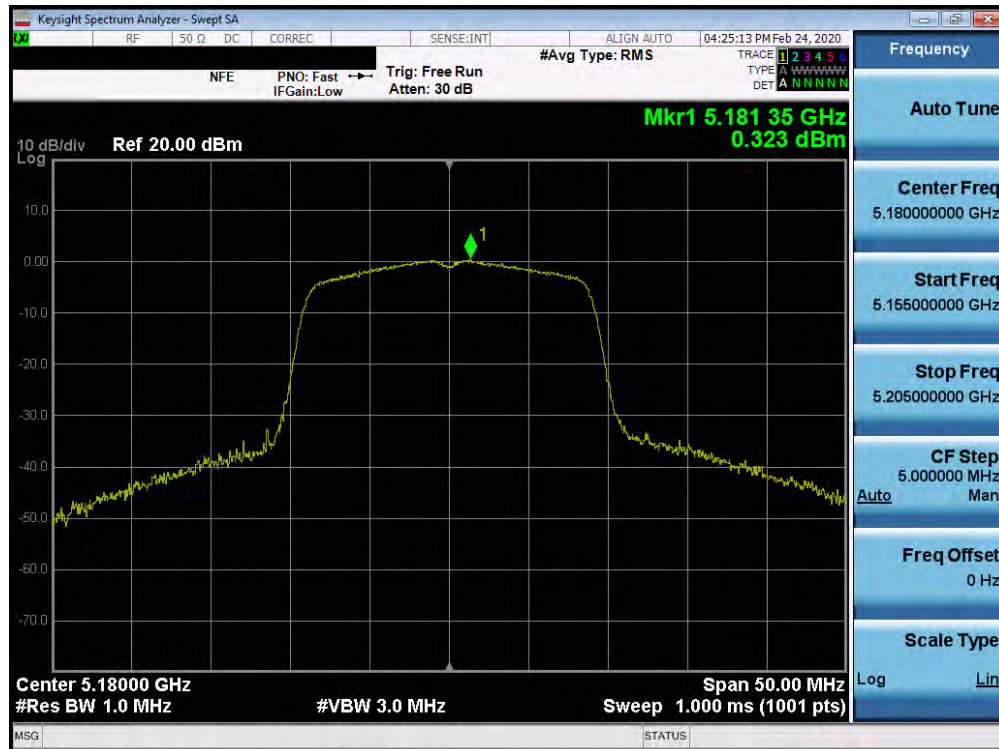 Keysight Spectrum Analyzer - Swept SA
LXI RF 50 Ω DC CORREC SENSE:INT ALIGN AUTO 04:25:13 PM Feb 24, 2020
#Avg Type: RMS TRACE 1 2 3 4 5 6
NFE PNO: Fast Trig: Free Run TYPE A WWWWWW
IFGain:Low Atten: 30 dB DET A N N N N N
Mkr1 5.181 35 GHz
0.323 dBm
10 dB/div Ref 20.00 dBm
Log
10.0
1
0.00
-10.0
-20.0
-30.0
-40.0
-50.0
-60.0
-70.0
Center 5.18000 GHz Span 50.00 MHz
#Res BW 1.0 MHz #VBW 3.0 MHz Sweep 1.000 ms (1001 pts)
MSG STATUS
Frequency
Auto Tune
Center Freq
5.180000000 GHz
Start Freq
5.155000000 GHz
Stop Freq
5.205000000 GHz
CF Step
5.000000 MHz
Auto Man
Freq Offset
0 Hz
Scale Type
Log Lin